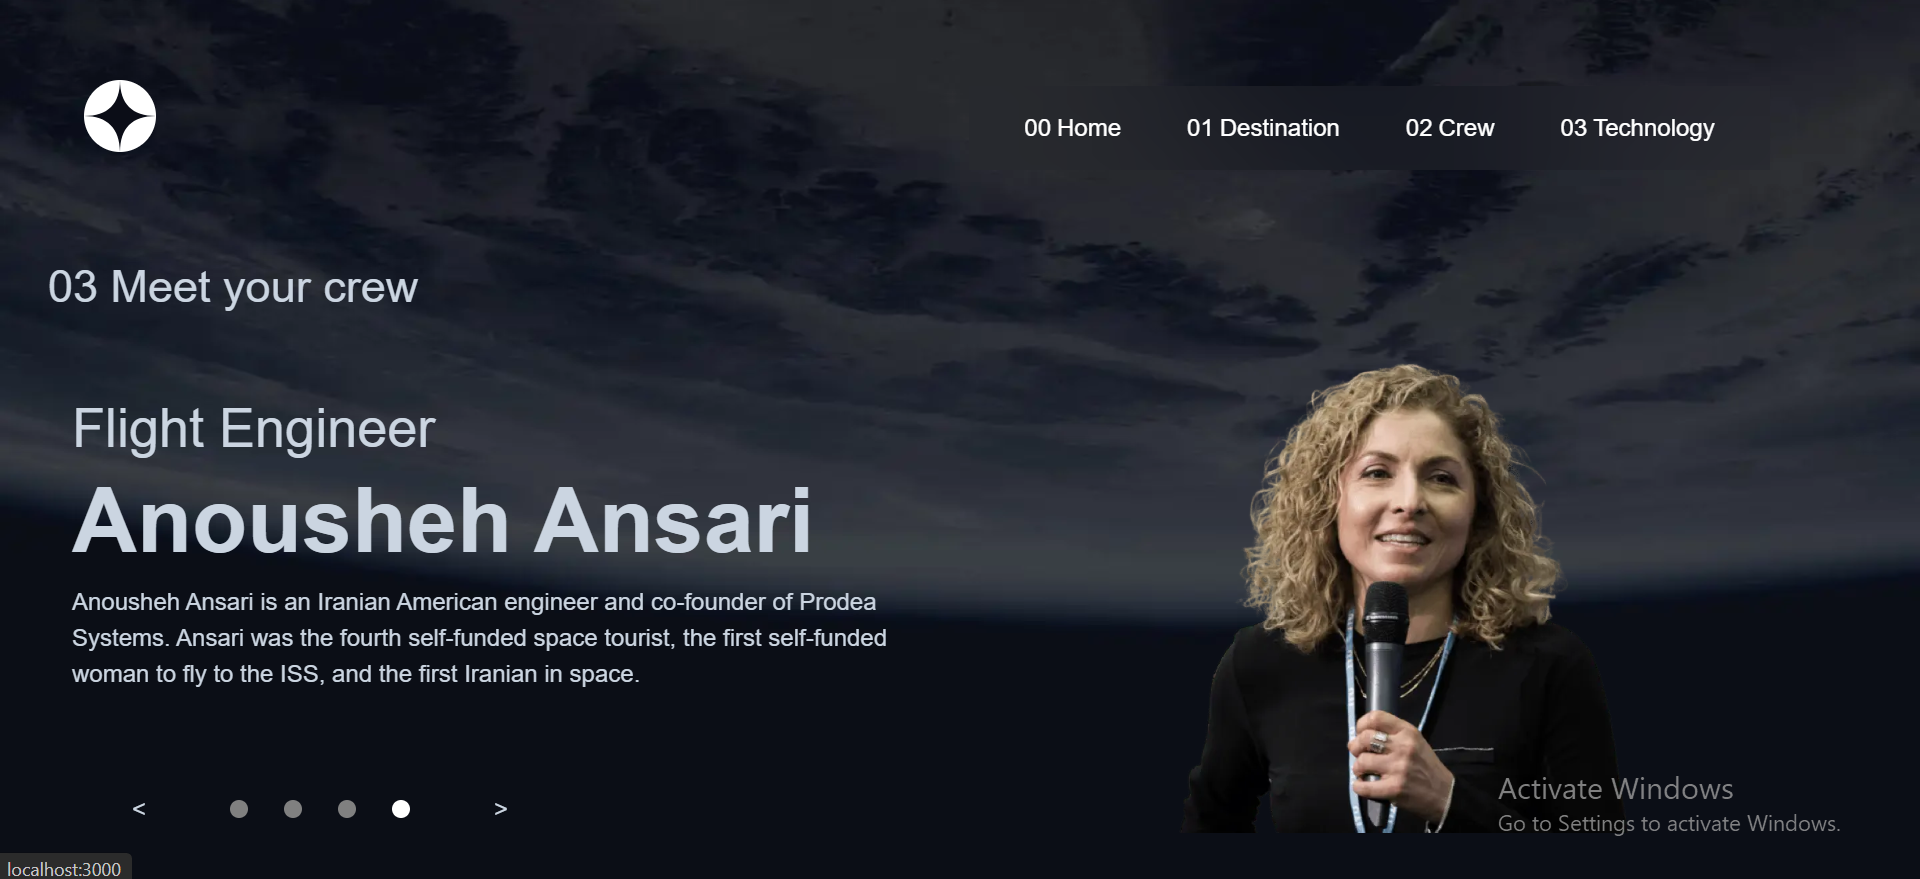 00 Home 01 Destination 02 Crew 03 Technology
03 Meet your crew
Flight Engineer
Anousheh Ansari
Anousheh Ansari is an Iranian American engineer and co-founder of Prodea
Systems. Ansari was the fourth self-funded space tourist, the first self-funded
woman to fly to the ISS, and the first Iranian in space.
< >
Activate Windows
Go to Settings to activate Windows.
localhost:3000